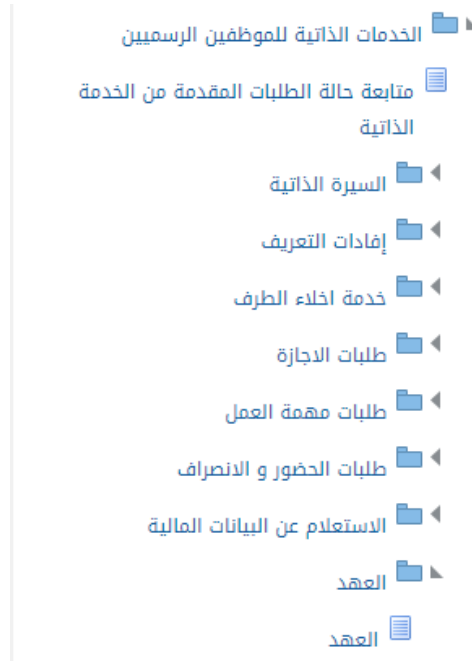 الخدمات الذاتية للموظفين الرسميين
متابعة حالة الطلبات المقدمة من الخدمة
الذاتية
السيرة الذاتية
إفادات التعريف
خدمة اخلاء الطرف
طلبات الاجازة
طلبات مهمة العمل
طلبات الحضور و الانصراف
الاستعلام عن البيانات المالية
العهد
العهد